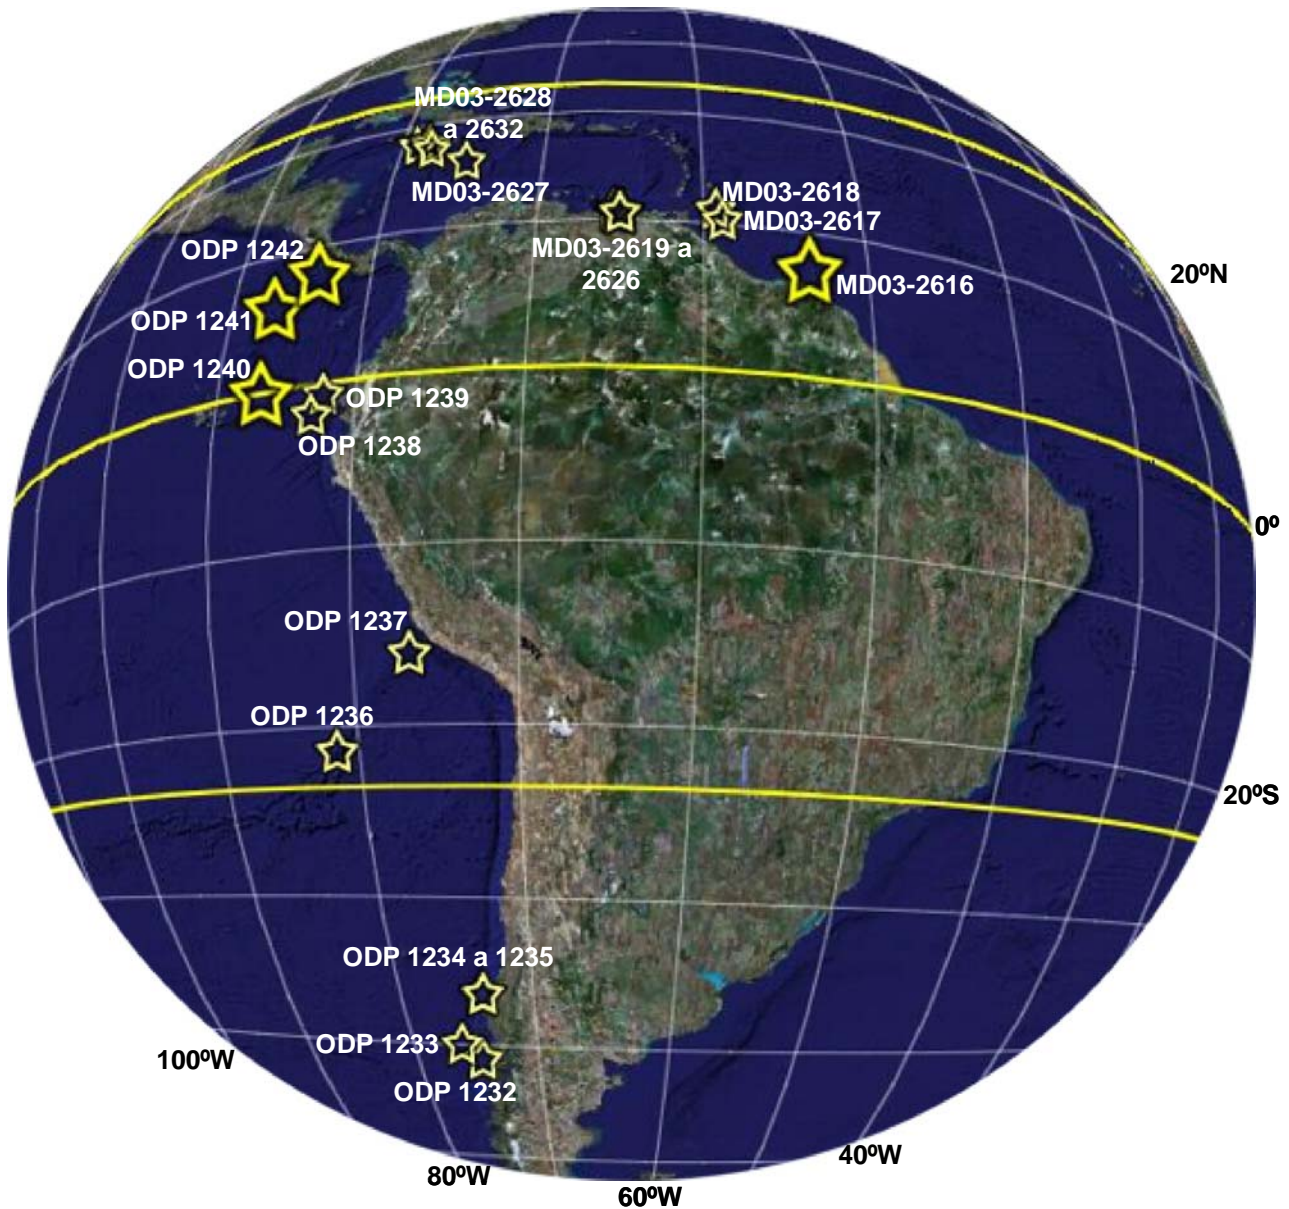 MD03-2628
a 2632
MD03-2627
MD03-2618
MD03-2617
MD03-2619 a
2626
MD03-2616
ODP 1242
ODP 1241
ODP 1240
ODP 1239
ODP 1238
20ºN
0º
ODP 1237
ODP 1236
20ºS
ODP 1234 a 1235
ODP 1233
ODP 1232
100ºW
80ºW
60ºW
40ºW